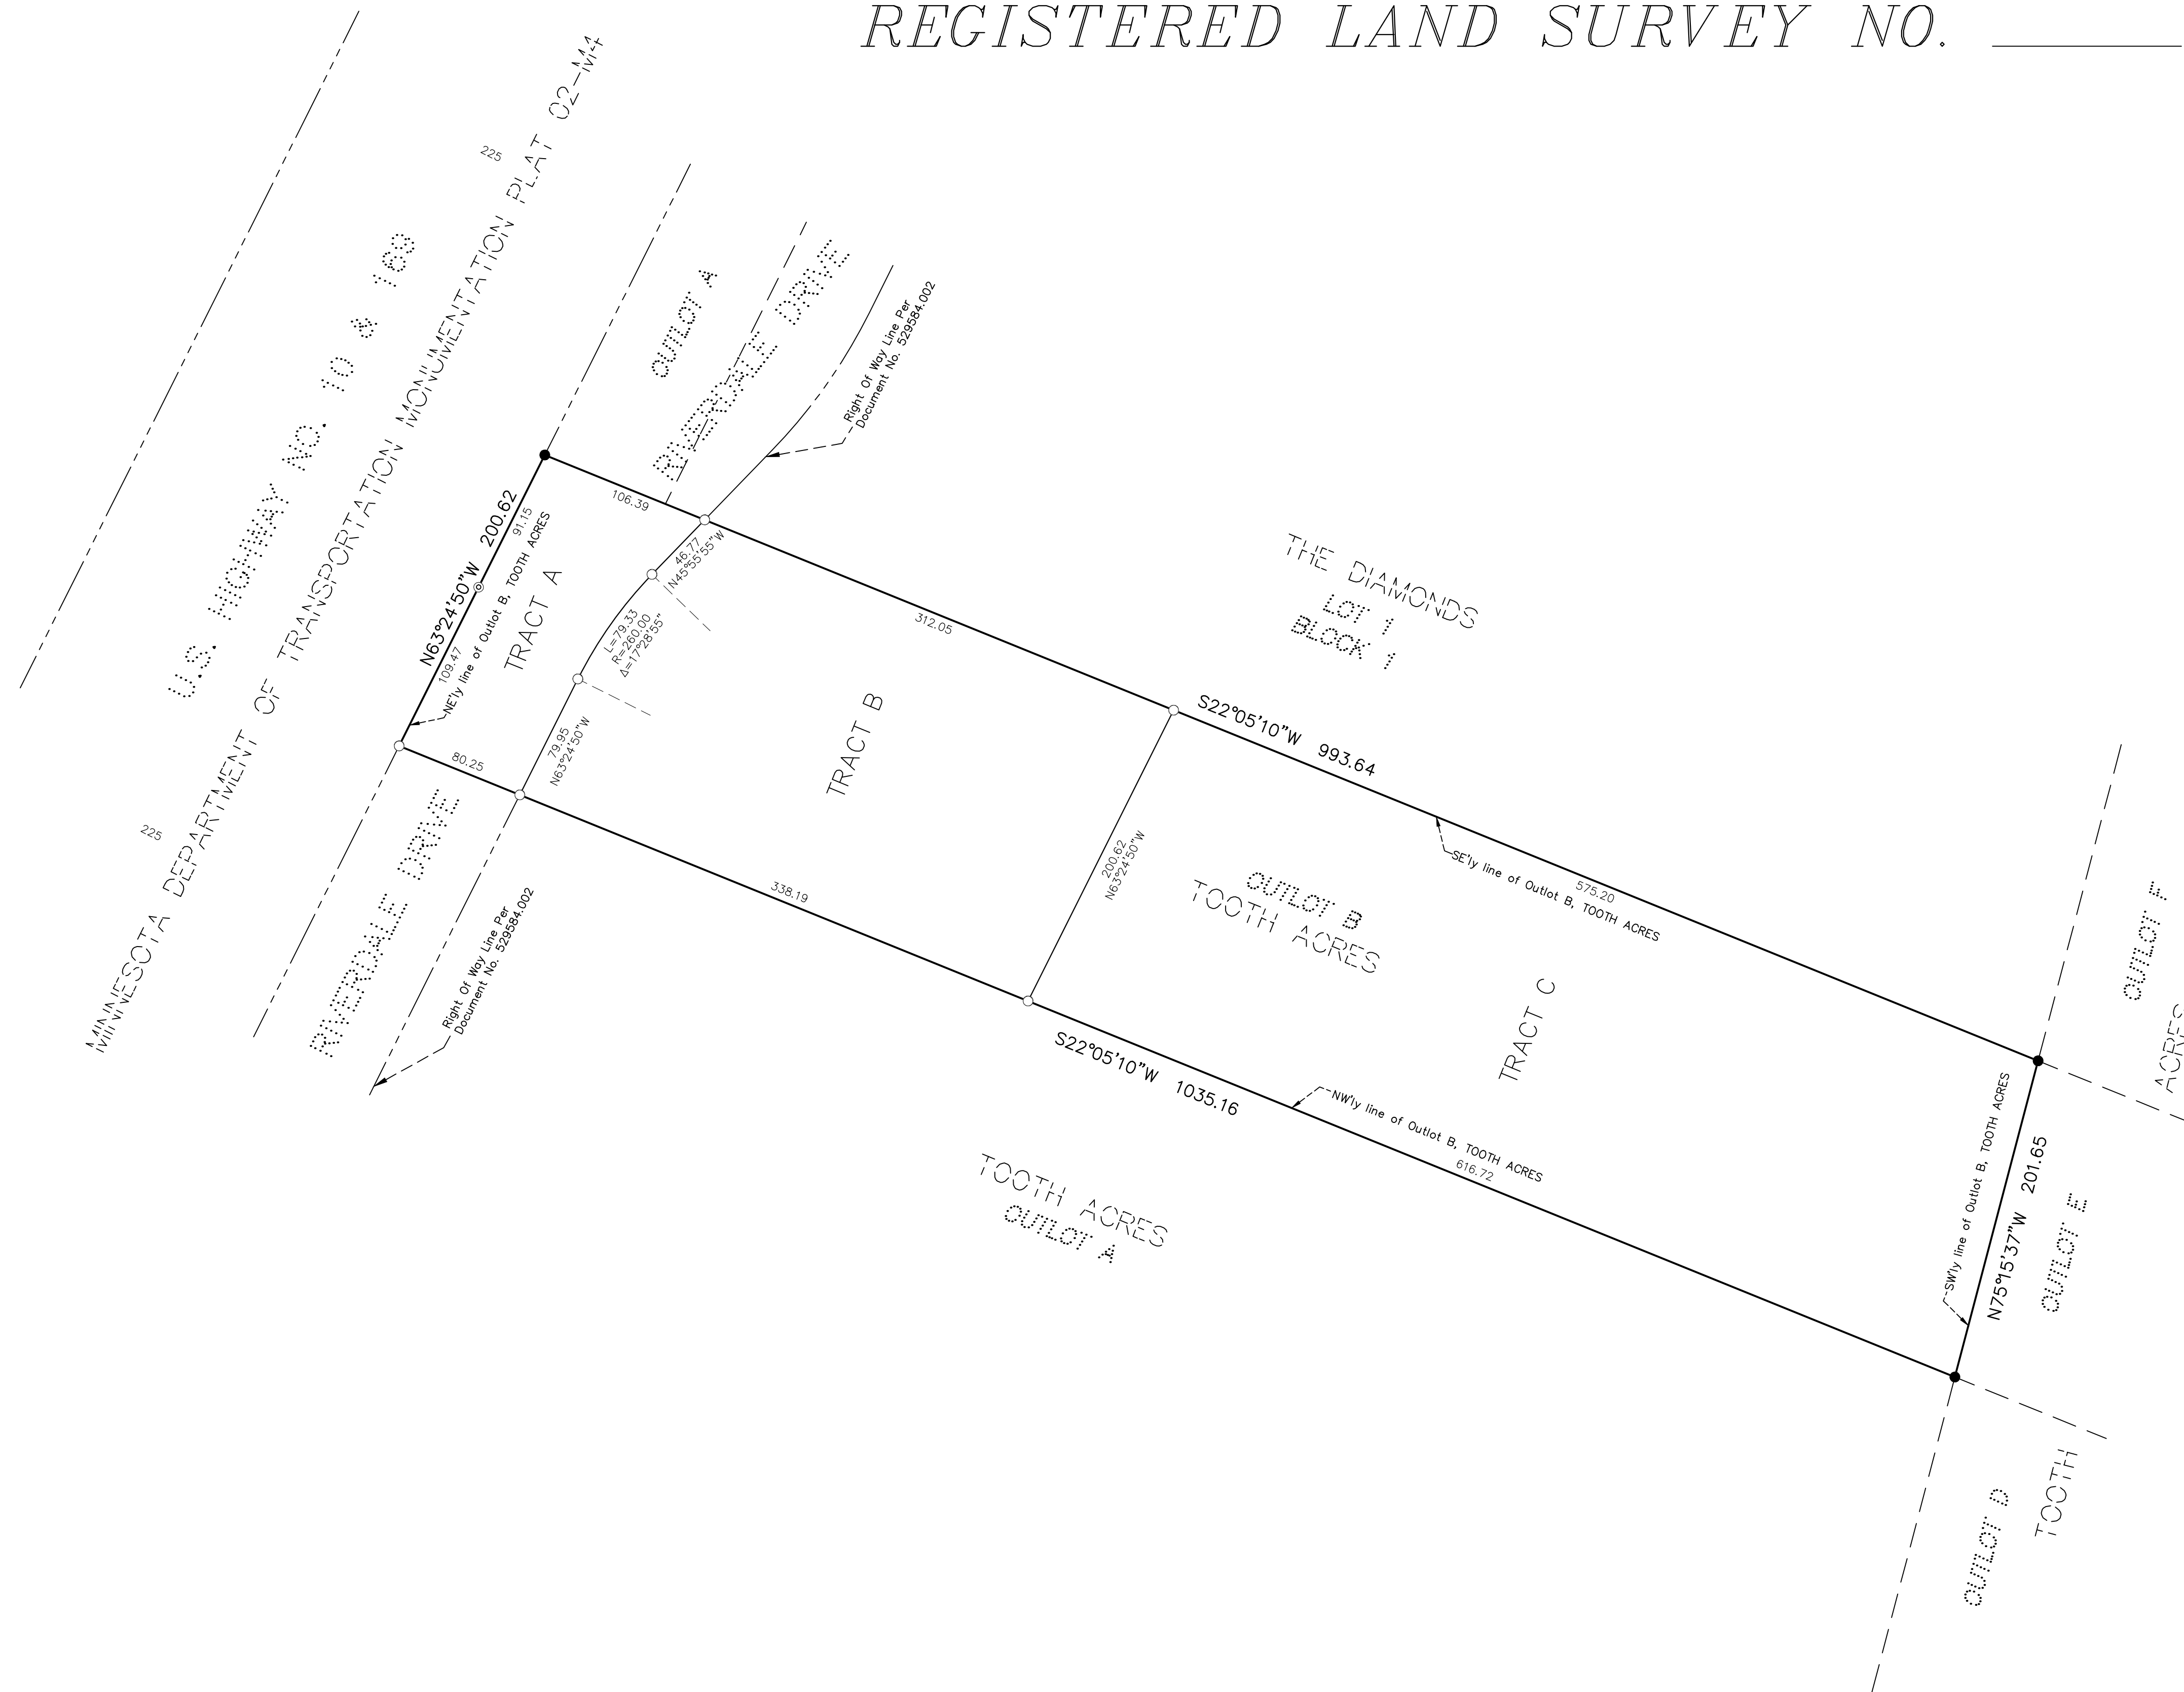 REGISTERED LAND SURVEY NO.
MINNESOTA DEPARTMENT OF TRANSPORTATION MONUMENTATION PLAT 02-M4
225
225
U.S. HIGHWAY NO. 10 & 169
OUTLOT A
RIVERDALE DRIVE
Right Of Way Line Per
Document No. 529584.002
N63°24'50"W 200.62
91.15
109.47
NE'ly line of Outlot B, TOOTH ACRES
TRACT A
106.39
46.77
N45°55'55"W
L=79.33
R=260.00
Δ=17°28'55"
79.95
N63°24'50"W
80.25
312.05
TRACT B
338.19
THE DIAMONDS
LOT 1
BLOCK 1
S22°05'10"W 993.64
200.62
N63°24'50"W
SE'ly line of Outlot B, TOOTH ACRES
575.20
OUTLOT B
TOOTH ACRES
TRACT C
RIVERDALE DRIVE
Right Of Way Line Per
Document No. 529584.002
S22°05'10"W 1035.16
NW'ly line of Outlot B, TOOTH ACRES
616.72
TOOTH ACRES
OUTLOT A
SW'ly line of Outlot B, TOOTH ACRES
N75°15'37"W 201.65
OUTLOT F
ACRES
OUTLOT E
OUTLOT D
TOOTH